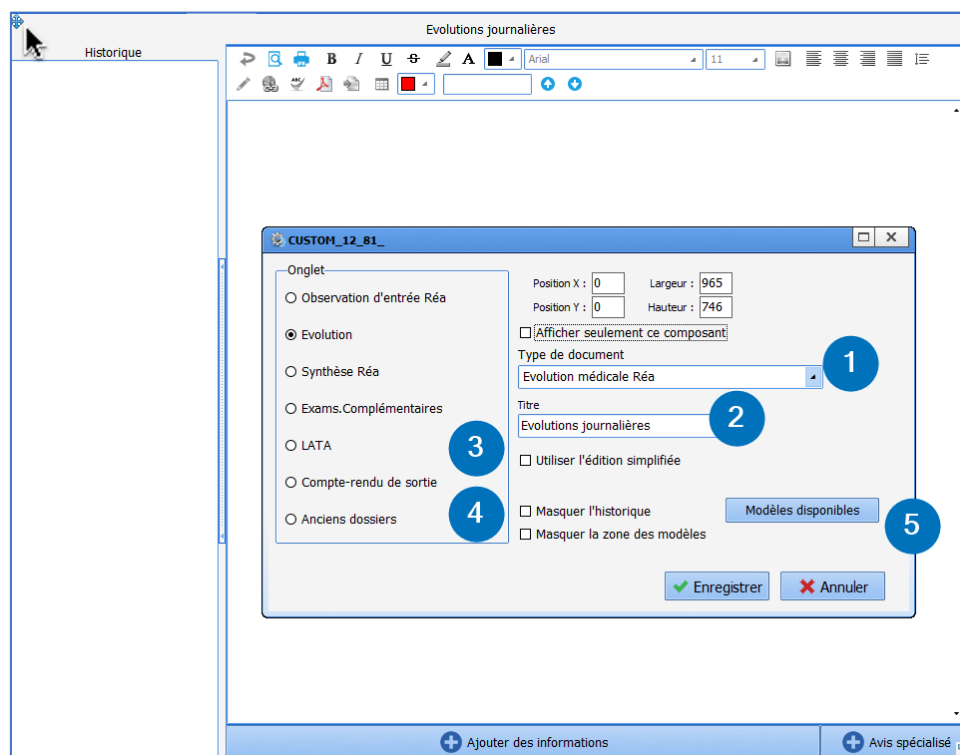 Evolutions journalières
Historique
B I U S A Arial 11
ABC
CUSTOM_12_81_
Onglet
Observation d'entrée Réa
Evolution
Synthèse Réa
Exams.Complémentaires
LATA
Compte-rendu de sortie
Anciens dossiers
3
4
Position X : 0 Largeur : 965
Position Y : 0 Hauteur : 746
Afficher seulement ce composant
Type de document
Evolution médicale Réa
1
Titre
Evolutions journalières
2
Utiliser l'édition simplifiée
Masquer l'historique
Modèles disponibles
5
Masquer la zone des modèles
Enregistrer
Annuler
Ajouter des informations
Avis spécialisé